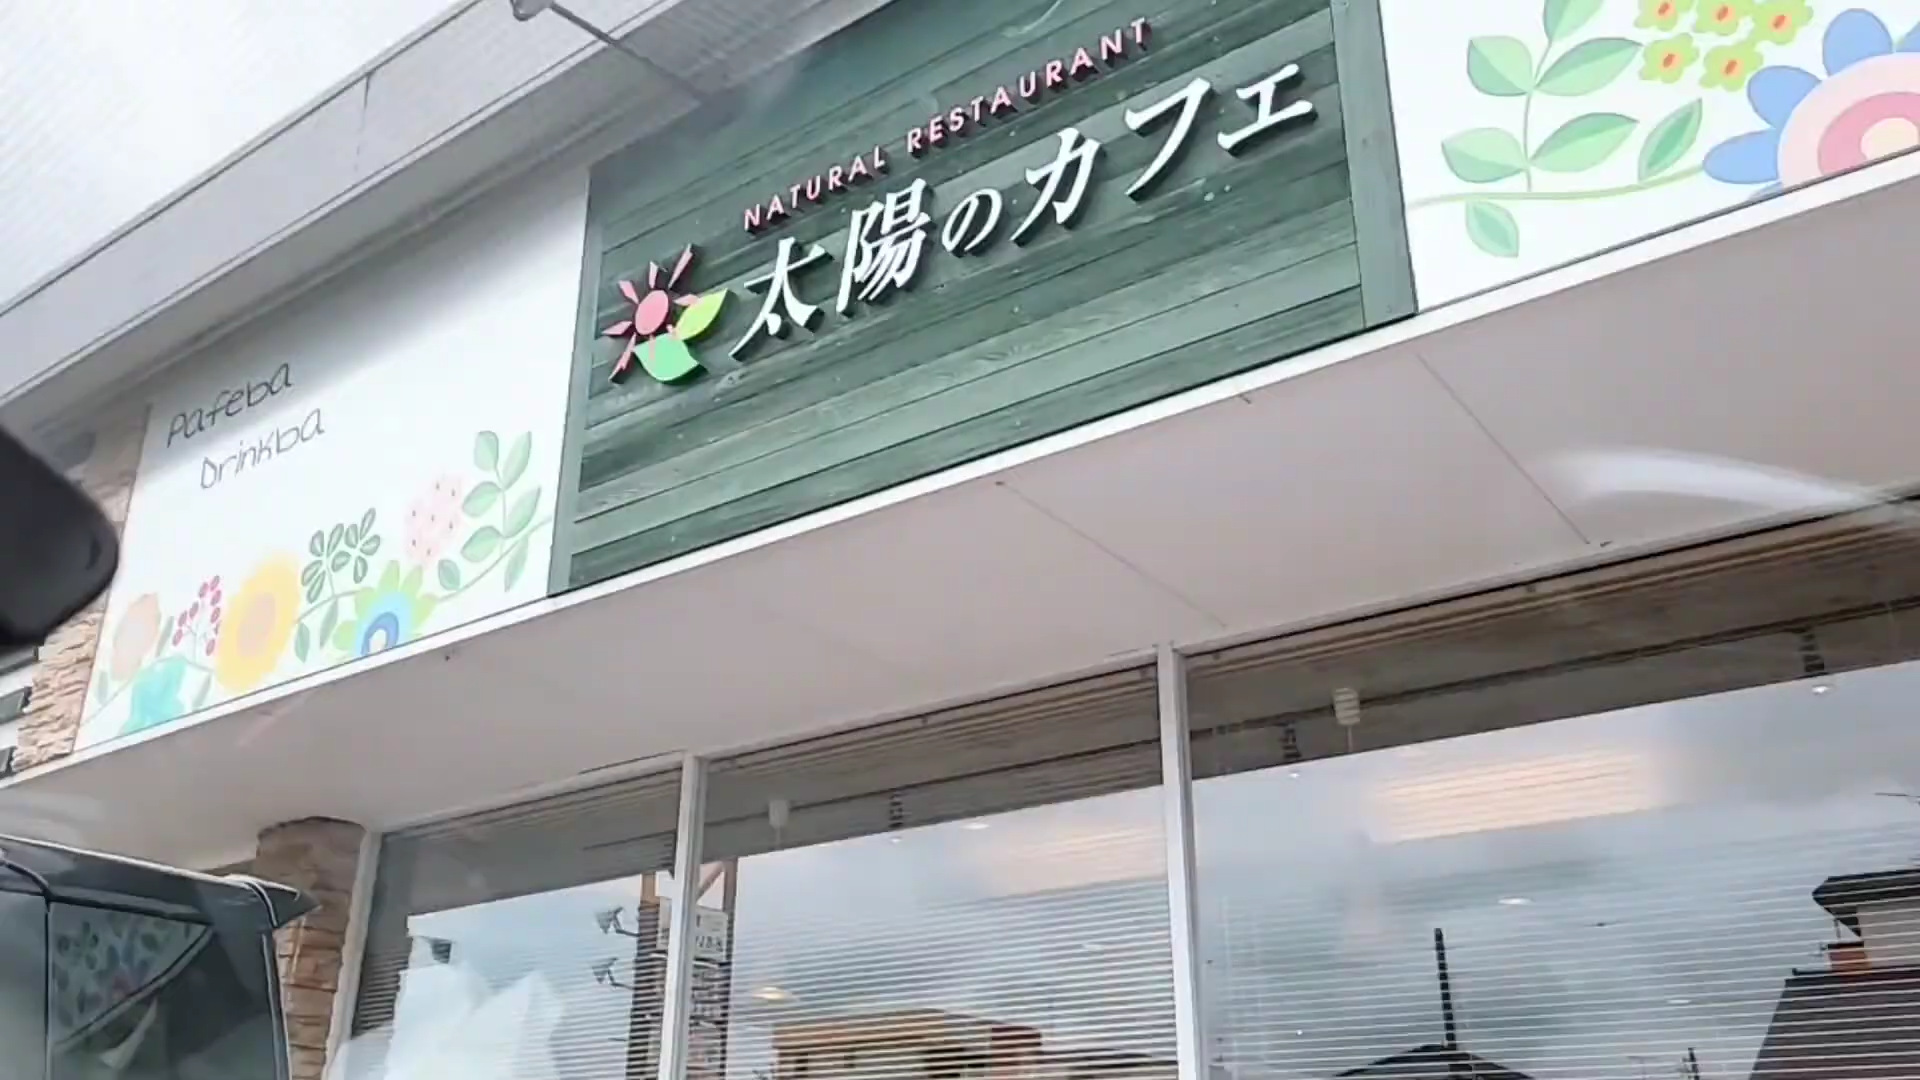 NATURAL RESTAURANT
太陽のカフェ
Pafeba
Drinkba